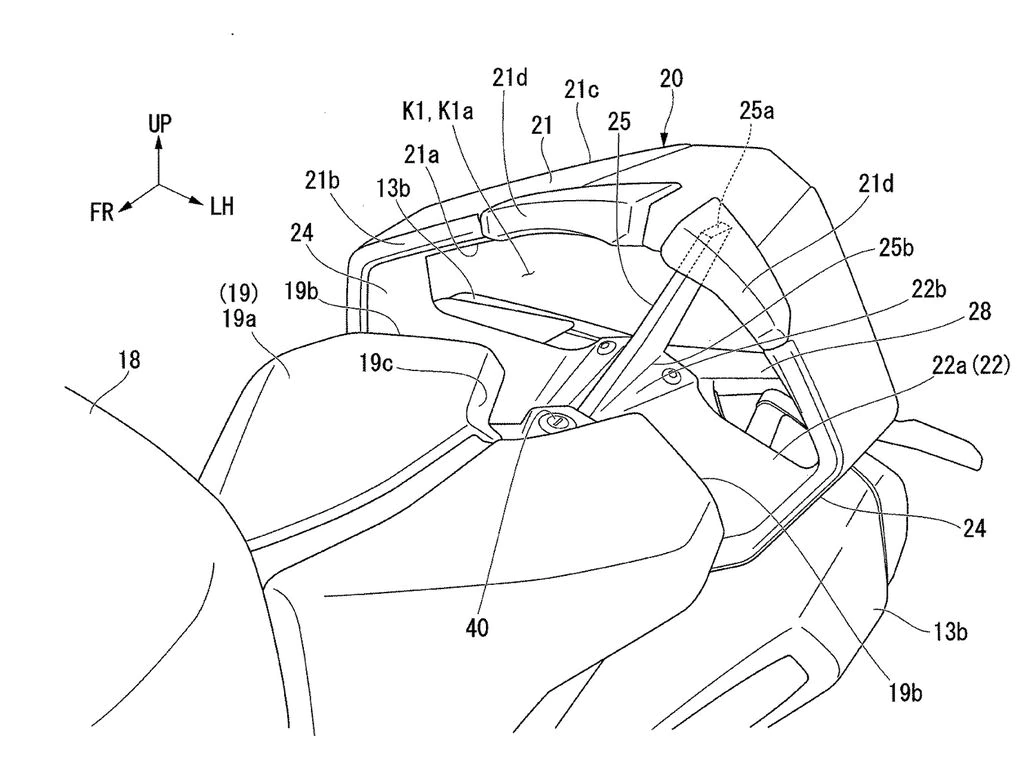 21d
20
21c
K1, K1a
25
25a
UP
21
21a
21d
13b
21b
FR
LH
24
25b
(19)
19b
22b
19a
28
18
19c
22a (22)
24
40
13b
19b